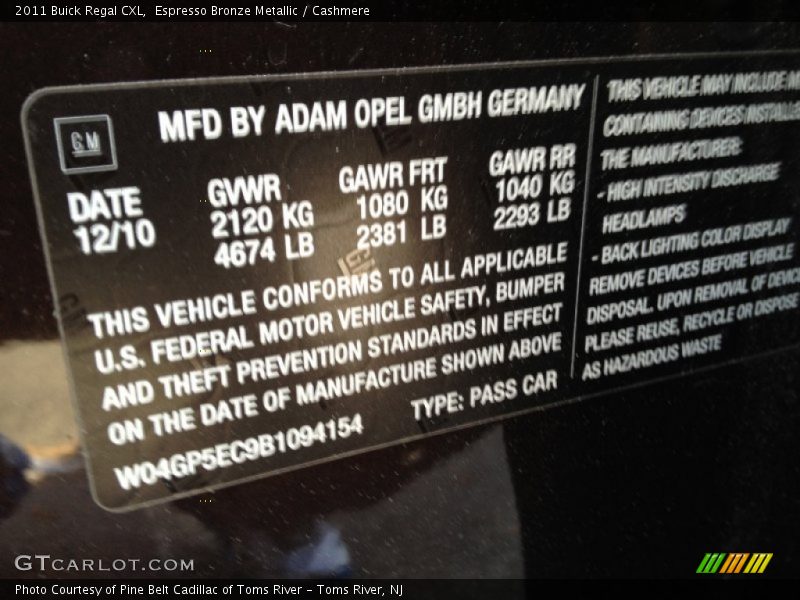 2011 Buick Regal CXL,  Espresso Bronze Metallic / Cashmere
GM
MFD BY ADAM OPEL GMBH GERMANY
DATE GVWR GAWR FRT GAWR RR
12/10 2120 KG 1080 KG 1040 KG
4674 LB 2381 LB 2293 LB
THIS VEHICLE CONFORMS TO ALL APPLICABLE
U.S. FEDERAL MOTOR VEHICLE SAFETY, BUMPER
AND THEFT PREVENTION STANDARDS IN EFFECT
ON THE DATE OF MANUFACTURE SHOWN ABOVE
W04GP5EC9B1094154 TYPE: PASS CAR
THIS VEHICLE MAY INCLUDE
CONTAINING DEVICES
THE MANUFACTURER:
- HIGH INTENSITY DISCHARGE
HEADLAMPS
- BACK LIGHTING COLOR DISPLAY
REMOVE DEVICES BEFORE VEHICLE
DISPOSAL. UPON REMOVAL OF
PLEASE REUSE, RECYCLE OR DISPOSE
AS HAZARDOUS WASTE
GTCARLOT.COM
Photo Courtesy of Pine Belt Cadillac of Toms River – Toms River, NJ